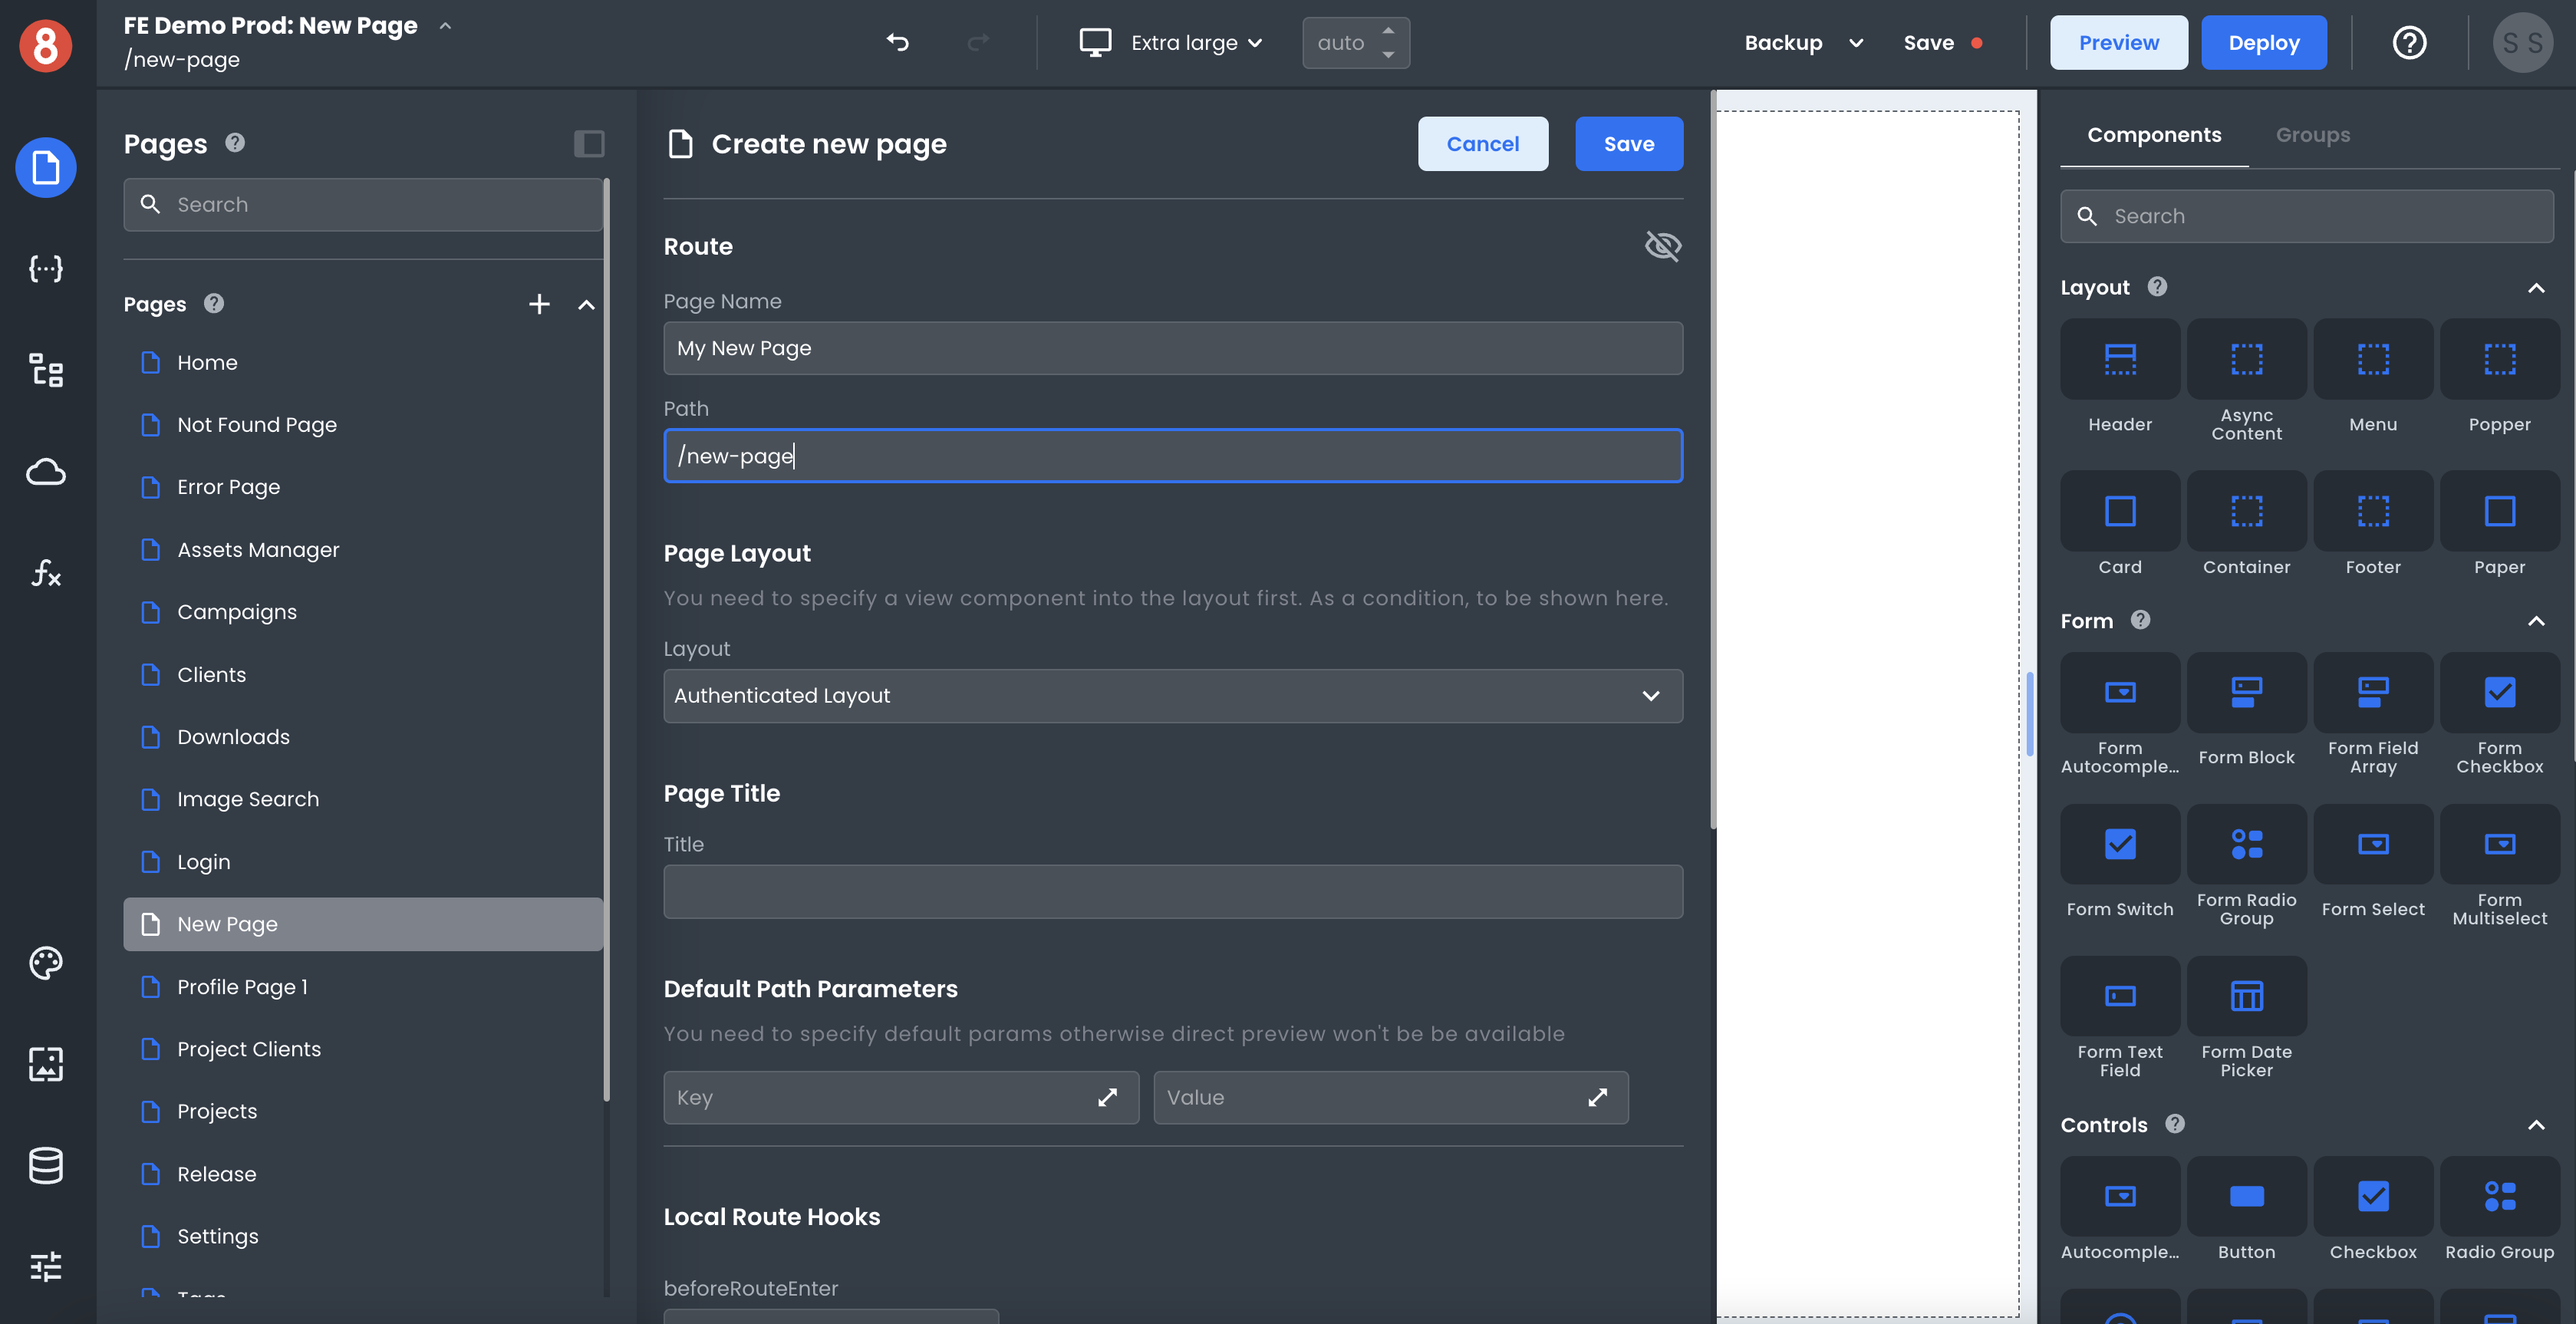 8
FE Demo Prod: New Page
/new-page
Extra large
auto
Backup
Save
Preview
Deploy
S S
Pages
Search
Pages
Home
Not Found Page
Error Page
Assets Manager
Campaigns
Clients
Downloads
Image Search
Login
New Page
Profile Page 1
Project Clients
Projects
Release
Settings
Tags
Create new page
Cancel
Save
Route
Page Name
My New Page
Path
/new-page
Page Layout
You need to specify a view component into the layout first. As a condition, to be shown here.
Layout
Authenticated Layout
Page Title
Title
Default Path Parameters
You need to specify default params otherwise direct preview won't be be available
Key
Value
Local Route Hooks
beforeRouteEnter
Components
Groups
Search
Layout
Header
Async
Content
Menu
Popper
Card
Container
Footer
Paper
Form
Form
Autocomple...
Form Block
Form Field
Array
Form
Checkbox
Form Switch
Form Radio
Group
Form Select
Form
Multiselect
Form Text
Field
Form Date
Picker
Controls
Autocomple...
Button
Checkbox
Radio Group